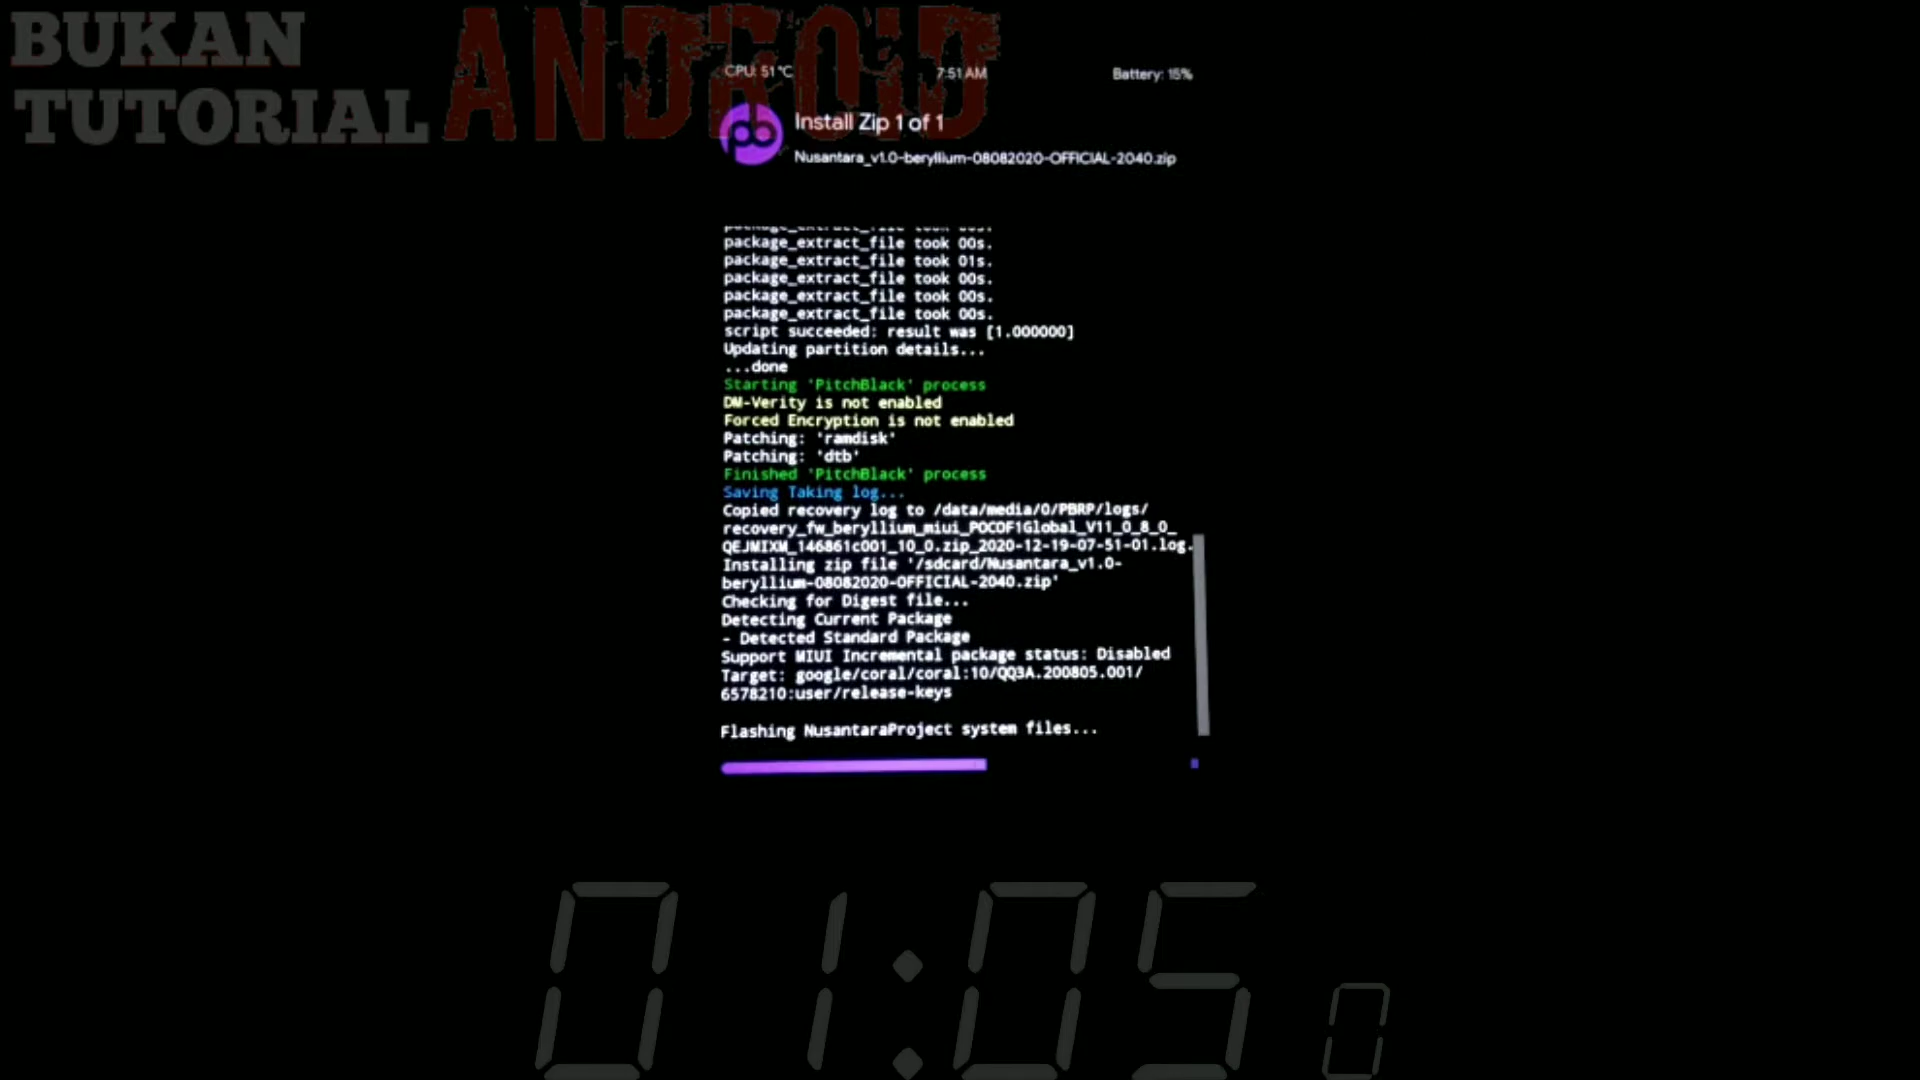 BUKAN
TUTORIAL
ANDROID
CPU: 51 °C 7:51 AM Battery: 15%
pb
Install Zip 1 of 1
Nusantara_v1.0-beryllium-08082020-OFFICIAL-2040.zip
package_extract_file took 00s.
package_extract_file took 00s.
package_extract_file took 01s.
package_extract_file took 00s.
package_extract_file took 00s.
package_extract_file took 00s.
script succeeded: result was [1.000000]
Updating partition details...
...done
Starting 'PitchBlack' process
DM-Verity is not enabled
Forced Encryption is not enabled
Patching: 'ramdisk'
Patching: 'dtb'
Finished 'PitchBlack' process
Saving Taking log...
Copied recovery log to /data/media/0/PBRP/logs/
recovery_fw_beryllium_miui_POCOF1Global_V11_0_8_0_
QEJMIXM_146861c001_10_0.zip_2020-12-19-07-51-01.log.
Installing zip file '/sdcard/Nusantara_v1.0-
beryllium-08082020-OFFICIAL-2040.zip'
Checking for Digest file...
Detecting Current Package
- Detected Standard Package
Support MIUI Incremental package status: Disabled
Target: google/coral/coral:10/QQ3A.200805.001/
6578210:user/release-keys
Flashing NusantaraProject system files...
01:05 0